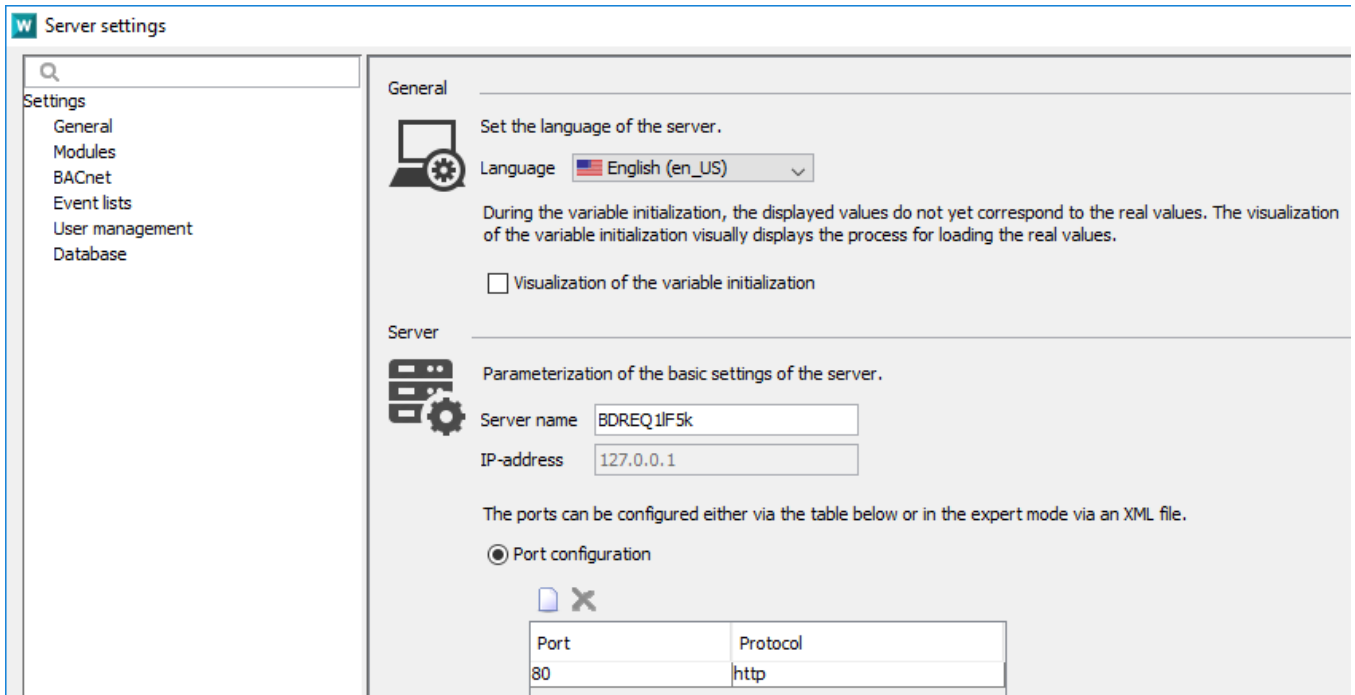 W Server settings
Settings
General
Modules
BACnet
Event lists
User management
Database
General
Set the language of the server.
Language English (en_US)
During the variable initialization, the displayed values do not yet correspond to the real values. The visualization
of the variable initialization visually displays the process for loading the real values.
Visualization of the variable initialization
Server
Parameterization of the basic settings of the server.
Server name BDREQ1lF5k
IP-address 127.0.0.1
The ports can be configured either via the table below or in the expert mode via an XML file.
Port configuration
Port Protocol
80 http